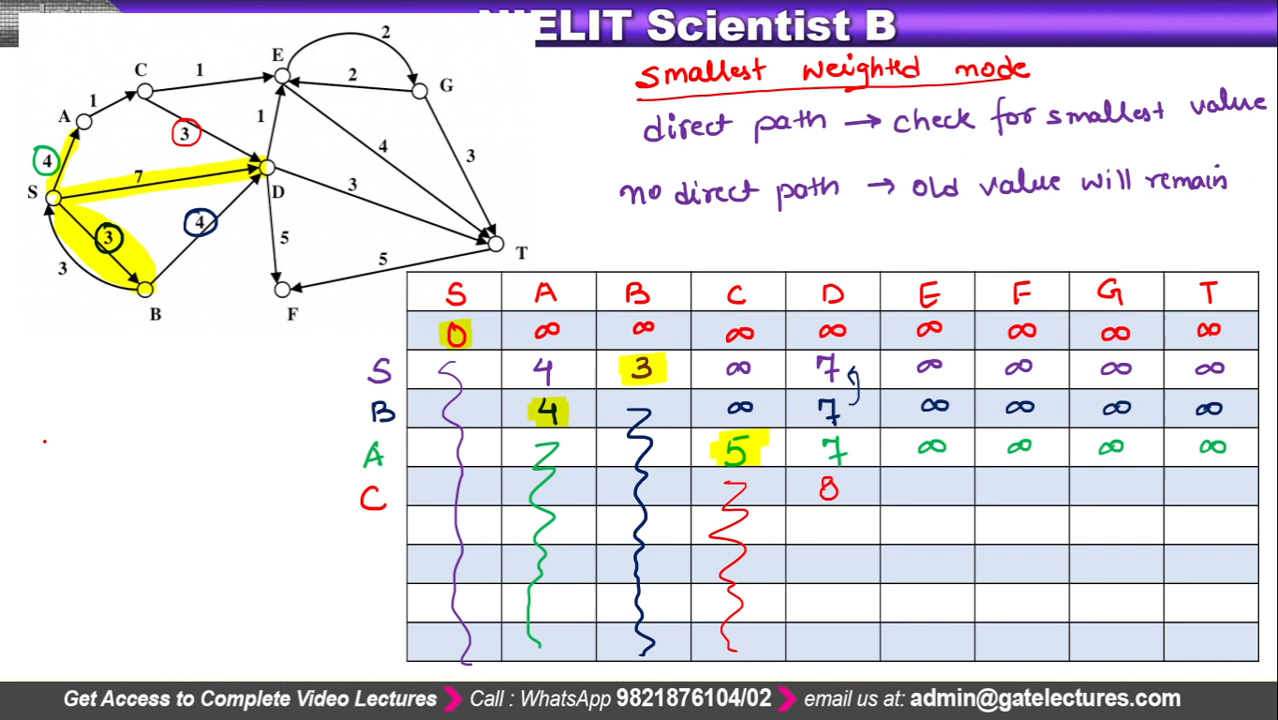 NIELIT Scientist B
smallest weighted mode
direct path → check for smallest value
no direct path → old value will remain
2
E
C
1
2
G
A
1
1
3
4
4
3
S
7
D
3
4
3
5
T
3
5
B
F
S A B C D E F G T
0 ∞ ∞ ∞ ∞ ∞ ∞ ∞ ∞
S 4 3 ∞ 7 ∞ ∞ ∞ ∞
B 4 ∞ 7 ∞ ∞ ∞ ∞
A 5 7 ∞ ∞ ∞ ∞
C 8
Get Access to Complete Video Lectures • Call : WhatsApp 9821876104/02 • email us at: admin@gatelectures.com